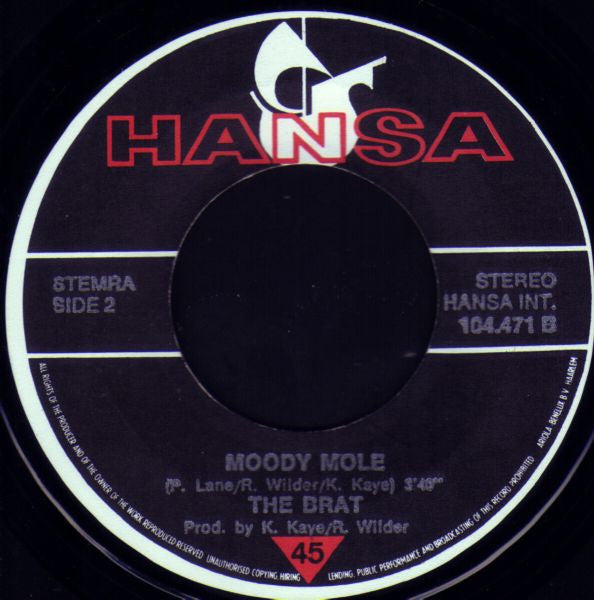 HANSA
STEMRA
SIDE 2
STEREO
HANSA INT.
104.471 B
MOODY MOLE
(P. Lane/R. Wilder/K. Kaye) 3'40"
THE BRAT
Prod. by K. Kaye/R. Wilder
45
ALL RIGHTS OF THE PRODUCER AND OF THE OWNER OF THE WORK REPRODUCED RESERVED. UNAUTHORISED COPYING HIRING LENDING, PUBLIC PERFORMANCE AND BROADCASTING OF THIS RECORD PROHIBITED
ARIOLA BENELUX B V HAARLEM